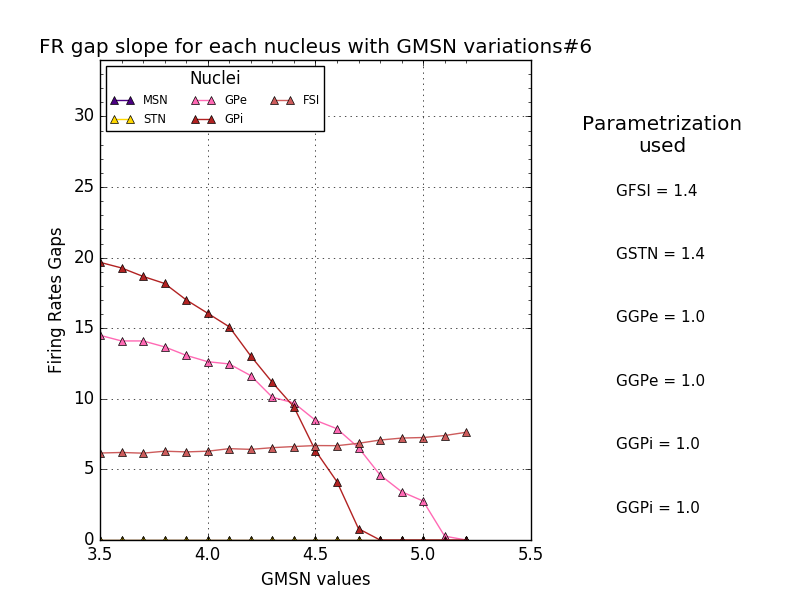 FR gap slope for each nucleus with GMSN variations#6
Nuclei
MSN GPe FSI
STN GPi
30
25
20
15
10
5
0
3.5 4.0 4.5 5.0 5.5
Firing Rates Gaps
GMSN values
Parametrization
used
GFSI = 1.4
GSTN = 1.4
GGPe = 1.0
GGPe = 1.0
GGPi = 1.0
GGPi = 1.0